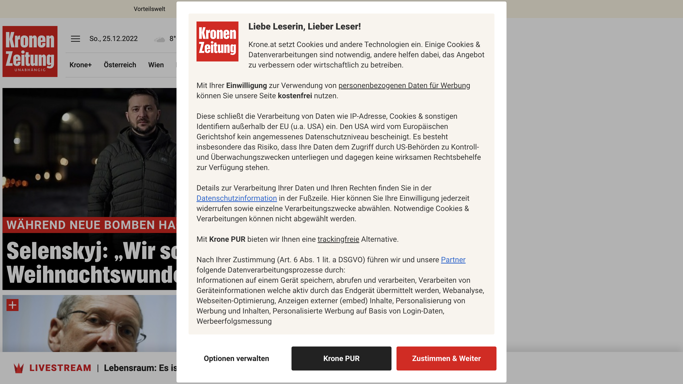 Vorteilswelt
Kronen
Zeitung
UNABHÄNGIG
So., 25.12.2022
8°
Krone+ Österreich Wien
WÄHREND NEUE BOMBEN HA
Selenskyj: „Wir so
Weihnachtswunde
LIVESTREAM | Lebensraum: Es is
Kronen
Zeitung
Liebe Leserin, Lieber Leser!
Krone.at setzt Cookies und andere Technologien ein. Einige Cookies &
Datenverarbeitungen sind notwendig, andere helfen dabei, das Angebot
zu verbessern oder wirtschaftlich zu betreiben.
Mit Ihrer Einwilligung zur Verwendung von personenbezogenen Daten für Werbung
können Sie unsere Seite kostenfrei nutzen.
Diese schließt die Verarbeitung von Daten wie IP-Adresse, Cookies & sonstigen
Identifiern außerhalb der EU (u.a. USA) ein. Den USA wird vom Europäischen
Gerichtshof kein angemessenes Datenschutzniveau bescheinigt. Es besteht
insbesondere das Risiko, dass Ihre Daten dem Zugriff durch US-Behörden zu Kontroll-
und Überwachungszwecken unterliegen und dagegen keine wirksamen Rechtsbehelfe
zur Verfügung stehen.
Details zur Verarbeitung Ihrer Daten und Ihren Rechten finden Sie in der
Datenschutzinformation in der Fußzeile. Hier können Sie Ihre Einwilligung jederzeit
widerrufen sowie einzelne Verarbeitungszwecke abwählen. Notwendige Cookies &
Verarbeitungen können nicht abgewählt werden.
Mit Krone PUR bieten wir Ihnen eine trackingfreie Alternative.
Nach Ihrer Zustimmung (Art. 6 Abs. 1 lit. a DSGVO) führen wir und unsere Partner
folgende Datenverarbeitungsprozesse durch:
Informationen auf einem Gerät speichern, abrufen und verarbeiten, Verarbeiten von
Geräteinformationen welche aktiv durch das Endgerät übermittelt werden, Webanalyse,
Webseiten-Optimierung, Anzeigen externer (embed) Inhalte, Personalisierung von
Werbung und Inhalten, Personalisierte Werbung auf Basis von Login-Daten,
Werbeerfolgsmessung
Optionen verwalten
Krone PUR
Zustimmen & Weiter